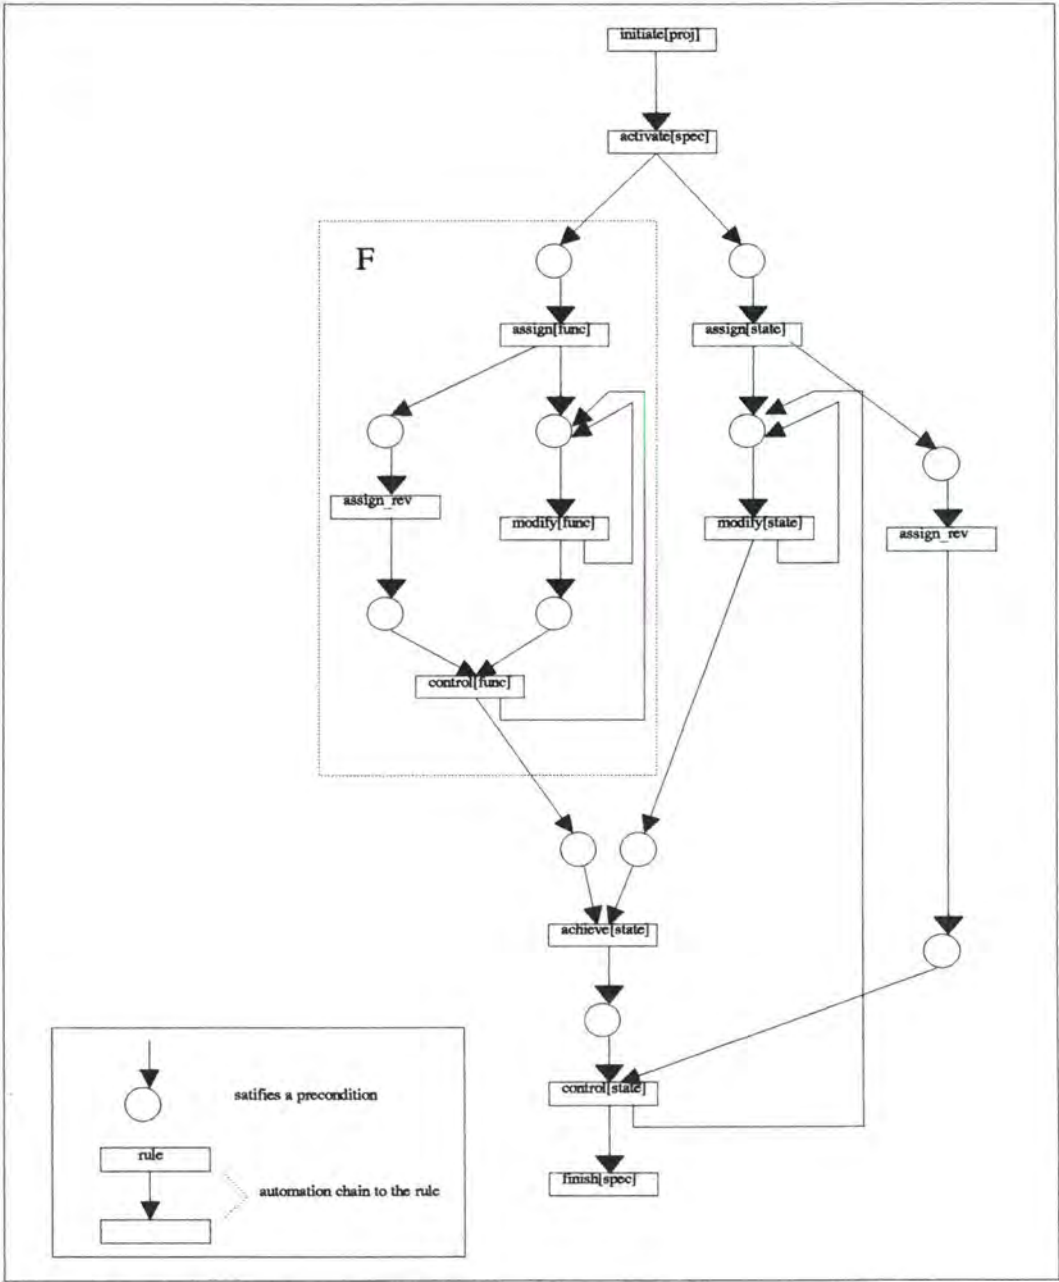 initiate[proj]
activate[spec]
F
assign[func]
assign[state]
assign_rev
modify[func]
modify[state]
assign_rev
control[func]
achieve[state]
control[state]
finish[spec]
satifies a precondition
rule
automation chain to the rule